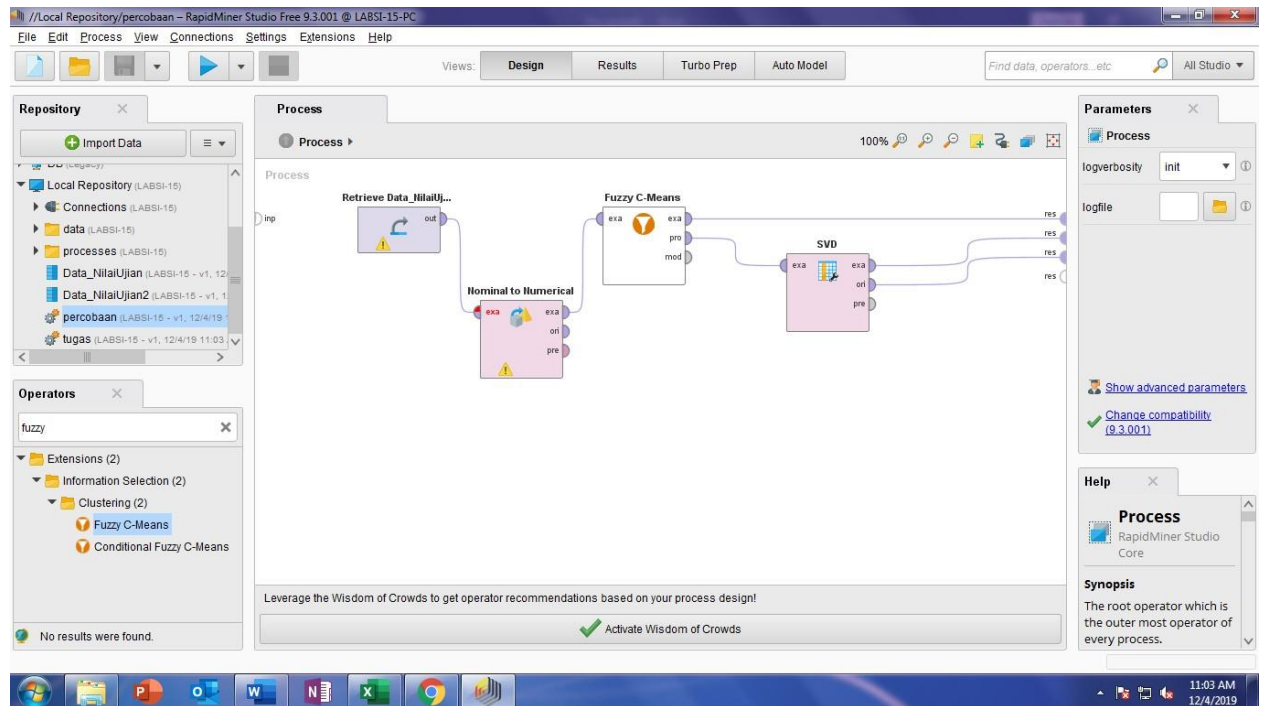 //Local Repository/percobaan – RapidMiner Studio Free 9.3.001 @ LABSI-15-PC
File Edit Process View Connections Settings Extensions Help
Views: Design Results Turbo Prep Auto Model
Find data, operators...etc All Studio
Repository
Import Data
DB (Legacy)
Local Repository (LABSI-15)
Connections (LABSI-15)
data (LABSI-15)
processes (LABSI-15)
Data_NilaiUjian (LABSI-15 - v1, 12/
Data_NilaiUjian2 (LABSI-15 - v1, 1
percobaan (LABSI-15 - v1, 12/4/19 1
tugas (LABSI-15 - v1, 12/4/19 11:03
Operators
fuzzy
Extensions (2)
Information Selection (2)
Clustering (2)
Fuzzy C-Means
Conditional Fuzzy C-Means
No results were found.
Process
Process
100%
Process
inp
Retrieve Data_NilaiUj...
out
Nominal to Numerical
exa exa
ori
pre
Fuzzy C-Means
exa exa
pro
mod
SVD
exa exa
ori
pre
res
res
res
res
Leverage the Wisdom of Crowds to get operator recommendations based on your process design!
Activate Wisdom of Crowds
Parameters
Process
logverbosity init
logfile
Show advanced parameters
Change compatibility
(9.3.001)
Help
Process
RapidMiner Studio
Core
Synopsis
The root operator which is
the outer most operator of
every process.
11:03 AM
12/4/2019